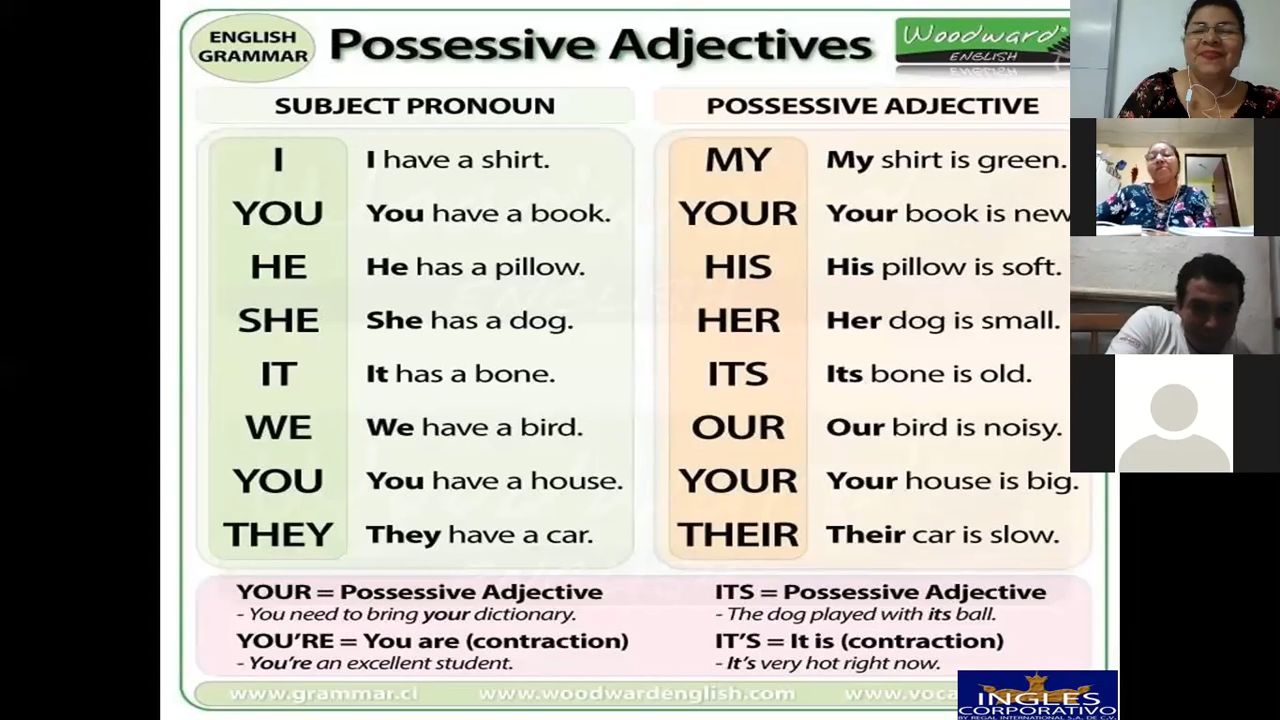 ENGLISH
GRAMMAR
Possessive Adjectives
Woodward
ENGLISH
SUBJECT PRONOUN
POSSESSIVE ADJECTIVE
I I have a shirt. MY My shirt is green.
YOU You have a book. YOUR Your book is new
HE He has a pillow. HIS His pillow is soft.
SHE She has a dog. HER Her dog is small.
IT It has a bone. ITS Its bone is old.
WE We have a bird. OUR Our bird is noisy.
YOU You have a house. YOUR Your house is big.
THEY They have a car. THEIR Their car is slow.
YOUR = Possessive Adjective
- You need to bring your dictionary.
YOU'RE = You are (contraction)
- You're an excellent student.
ITS = Possessive Adjective
- The dog played with its ball.
IT'S = It is (contraction)
- It's very hot right now.
www.grammar.cl www.woodwardenglish.com www.voca
INGLES
CORPORATIVO
BY REGAL INTERNATIONAL S.A. DE C.V.